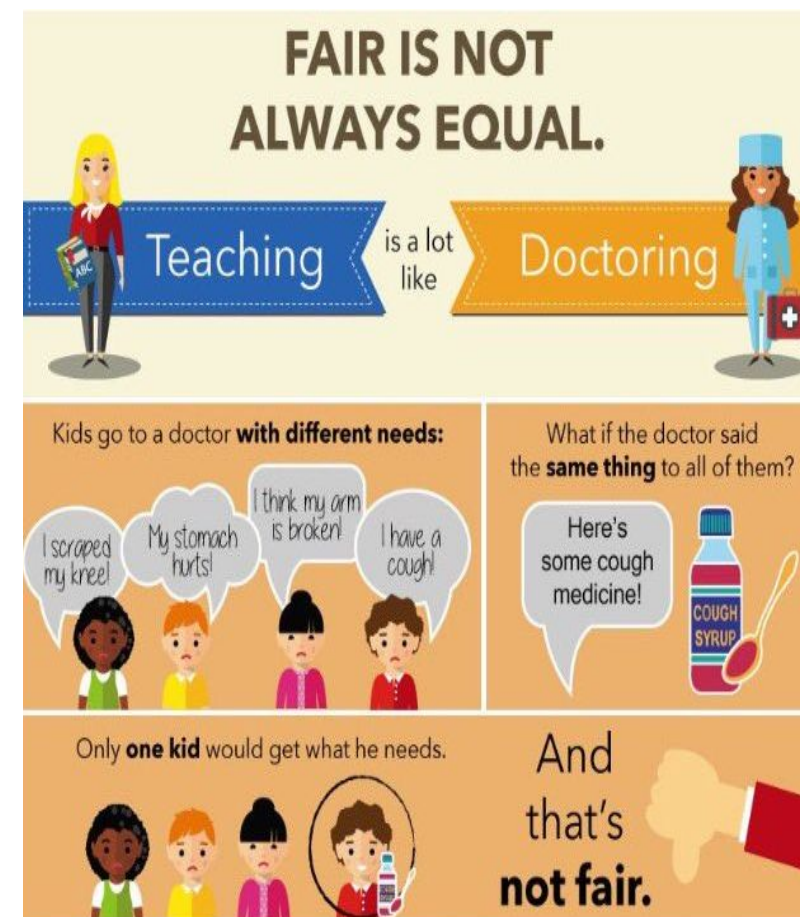 FAIR IS NOT
ALWAYS EQUAL.
ABC
Teaching
is a lot
like
Doctoring
Kids go to a doctor with different needs:
I scraped
my knee!
My stomach
hurts!
I think my arm
is broken!
I have a
cough!
What if the doctor said
the same thing to all of them?
Here's
some cough
medicine!
COUGH
SYRUP
Only one kid would get what he needs.
And
that's
not fair.